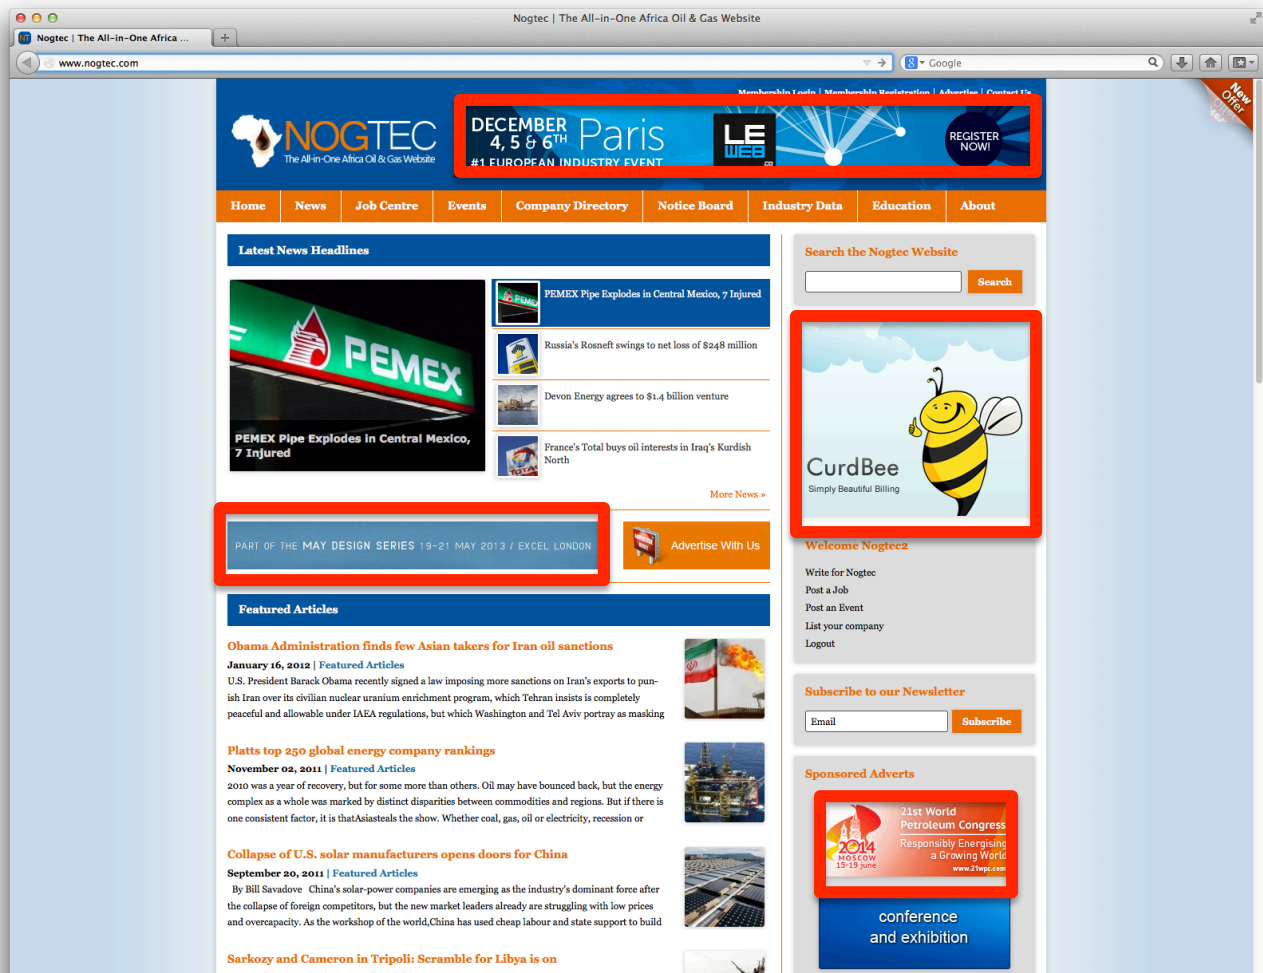 Nogtec | The All-in-One Africa Oil & Gas Website
Nogtec | The All-in-One Africa ...
www.nogtec.com
Google
New
Offer
Membership Login | Membership Registration | Advertise | Contact Us
NOGTEC
The All-in-One Africa Oil & Gas Website
DECEMBER
4, 5 & 6TH
Paris
#1 EUROPEAN INDUSTRY EVENT
LE
WEB
REGISTER
NOW!
Home
News
Job Centre
Events
Company Directory
Notice Board
Industry Data
Education
About
Latest News Headlines
PEMEX
PEMEX Pipe Explodes in Central Mexico,
7 Injured
PEMEX Pipe Explodes in Central Mexico, 7 Injured
Russia's Rosneft swings to net loss of $248 million
Devon Energy agrees to $1.4 billion venture
France's Total buys oil interests in Iraq's Kurdish
North
More News »
PART OF THE MAY DESIGN SERIES 19-21 MAY 2013 / EXCEL LONDON
Advertise With Us
Featured Articles
Obama Administration finds few Asian takers for Iran oil sanctions
January 16, 2012 | Featured Articles
U.S. President Barack Obama recently signed a law imposing more sanctions on Iran's exports to pun-
ish Iran over its civilian nuclear uranium enrichment program, which Tehran insists is completely
peaceful and allowable under IAEA regulations, but which Washington and Tel Aviv portray as masking
Platts top 250 global energy company rankings
November 02, 2011 | Featured Articles
2010 was a year of recovery, but for some more than others. Oil may have bounced back, but the energy
complex as a whole was marked by distinct disparities between commodities and regions. But if there is
one consistent factor, it is thatAsiasteals the show. Whether coal, gas, oil or electricity, recession or
Collapse of U.S. solar manufacturers opens doors for China
September 20, 2011 | Featured Articles
By Bill Savadove China's solar-power companies are emerging as the industry's dominant force after
the collapse of foreign competitors, but the new market leaders already are struggling with low prices
and overcapacity. As the workshop of the world,China has used cheap labour and state support to build
Sarkozy and Cameron in Tripoli: Scramble for Libya is on
Search the Nogtec Website
Search
CurdBee
Simply Beautiful Billing
Welcome Nogtec2
Write for Nogtec
Post a Job
Post an Event
List your company
Logout
Subscribe to our Newsletter
Email
Subscribe
Sponsored Adverts
2014
MOSCOW
15-19 june
21st World
Petroleum Congress
Responsibly Energising
a Growing World
www.21wpc.com
conference
and exhibition